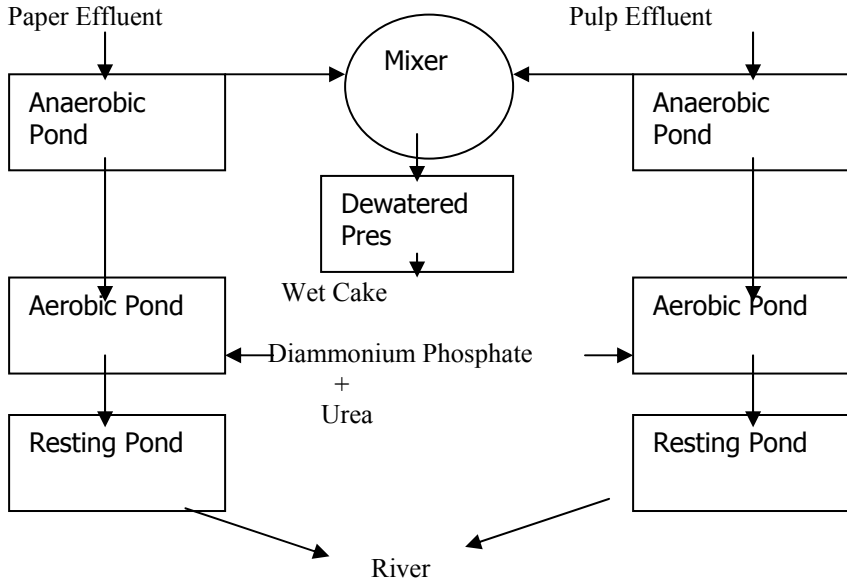 Paper Effluent
Pulp Effluent
Mixer
Anaerobic
Pond
Anaerobic
Pond
Dewatered
Pres
Wet Cake
Aerobic Pond
Aerobic Pond
Diammonium Phosphate
+
Urea
Resting Pond
Resting Pond
River